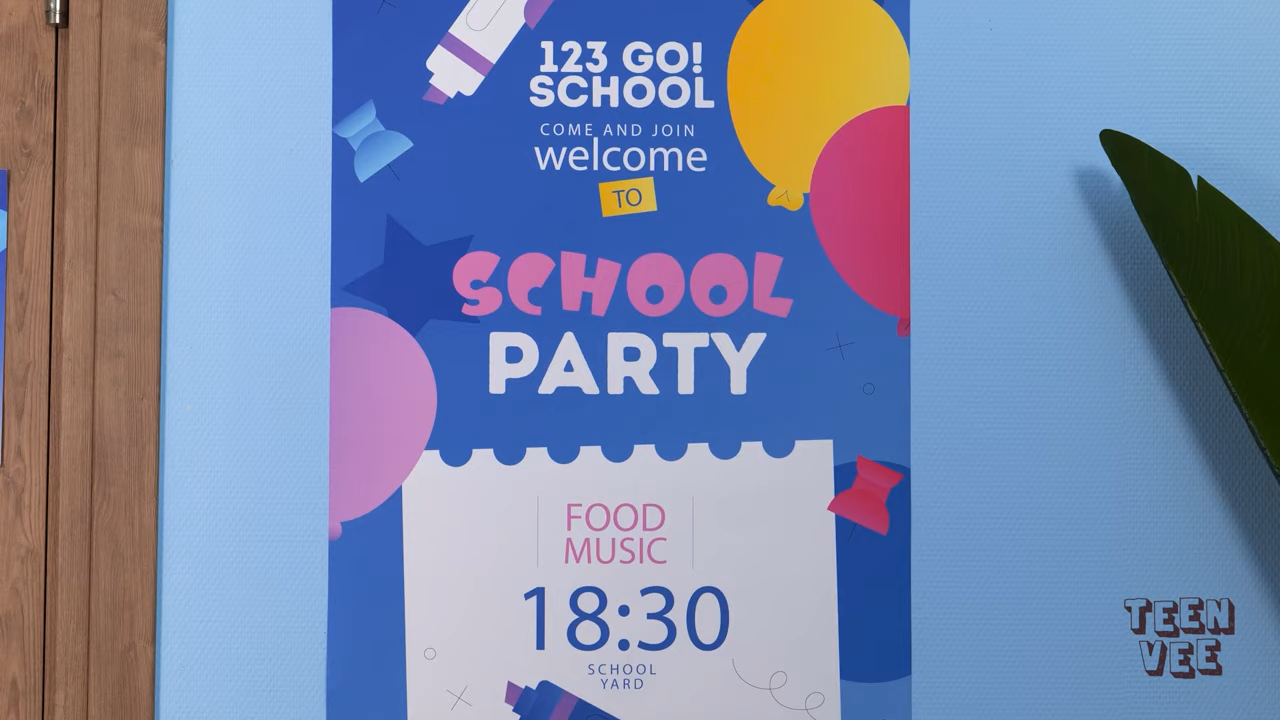 123 GO!
SCHOOL
COME AND JOIN
welcome
TO
SCHOOL
PARTY
FOOD
MUSIC
18:30
SCHOOL
YARD
TEEN
VEE